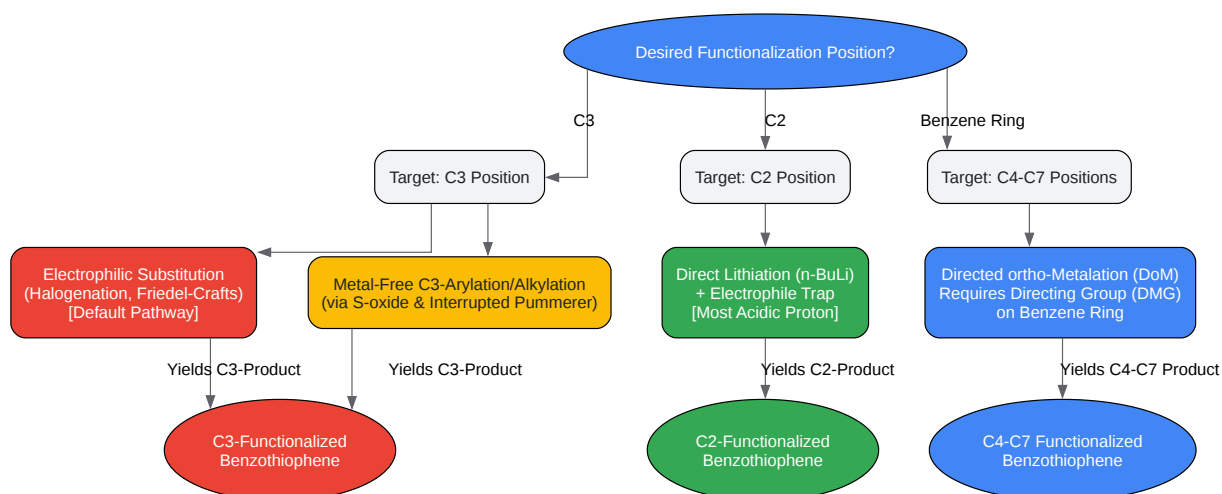 Desired Functionalization Position?
C3
C2
Benzene Ring
Target: C3 Position
Target: C2 Position
Target: C4-C7 Positions
Electrophilic Substitution
(Halogenation, Friedel-Crafts)
[Default Pathway]
Metal-Free C3-Arylation/Alkylation
(via S-oxide & Interrupted Pummerer)
Direct Lithiation (n-BuLi)
+ Electrophile Trap
[Most Acidic Proton]
Directed ortho-Metalation (DoM)
Requires Directing Group (DMG)
on Benzene Ring
Yields C3-Product
Yields C3-Product
Yields C2-Product
Yields C4-C7 Product
C3-Functionalized
Benzothiophene
C2-Functionalized
Benzothiophene
C4-C7 Functionalized
Benzothiophene